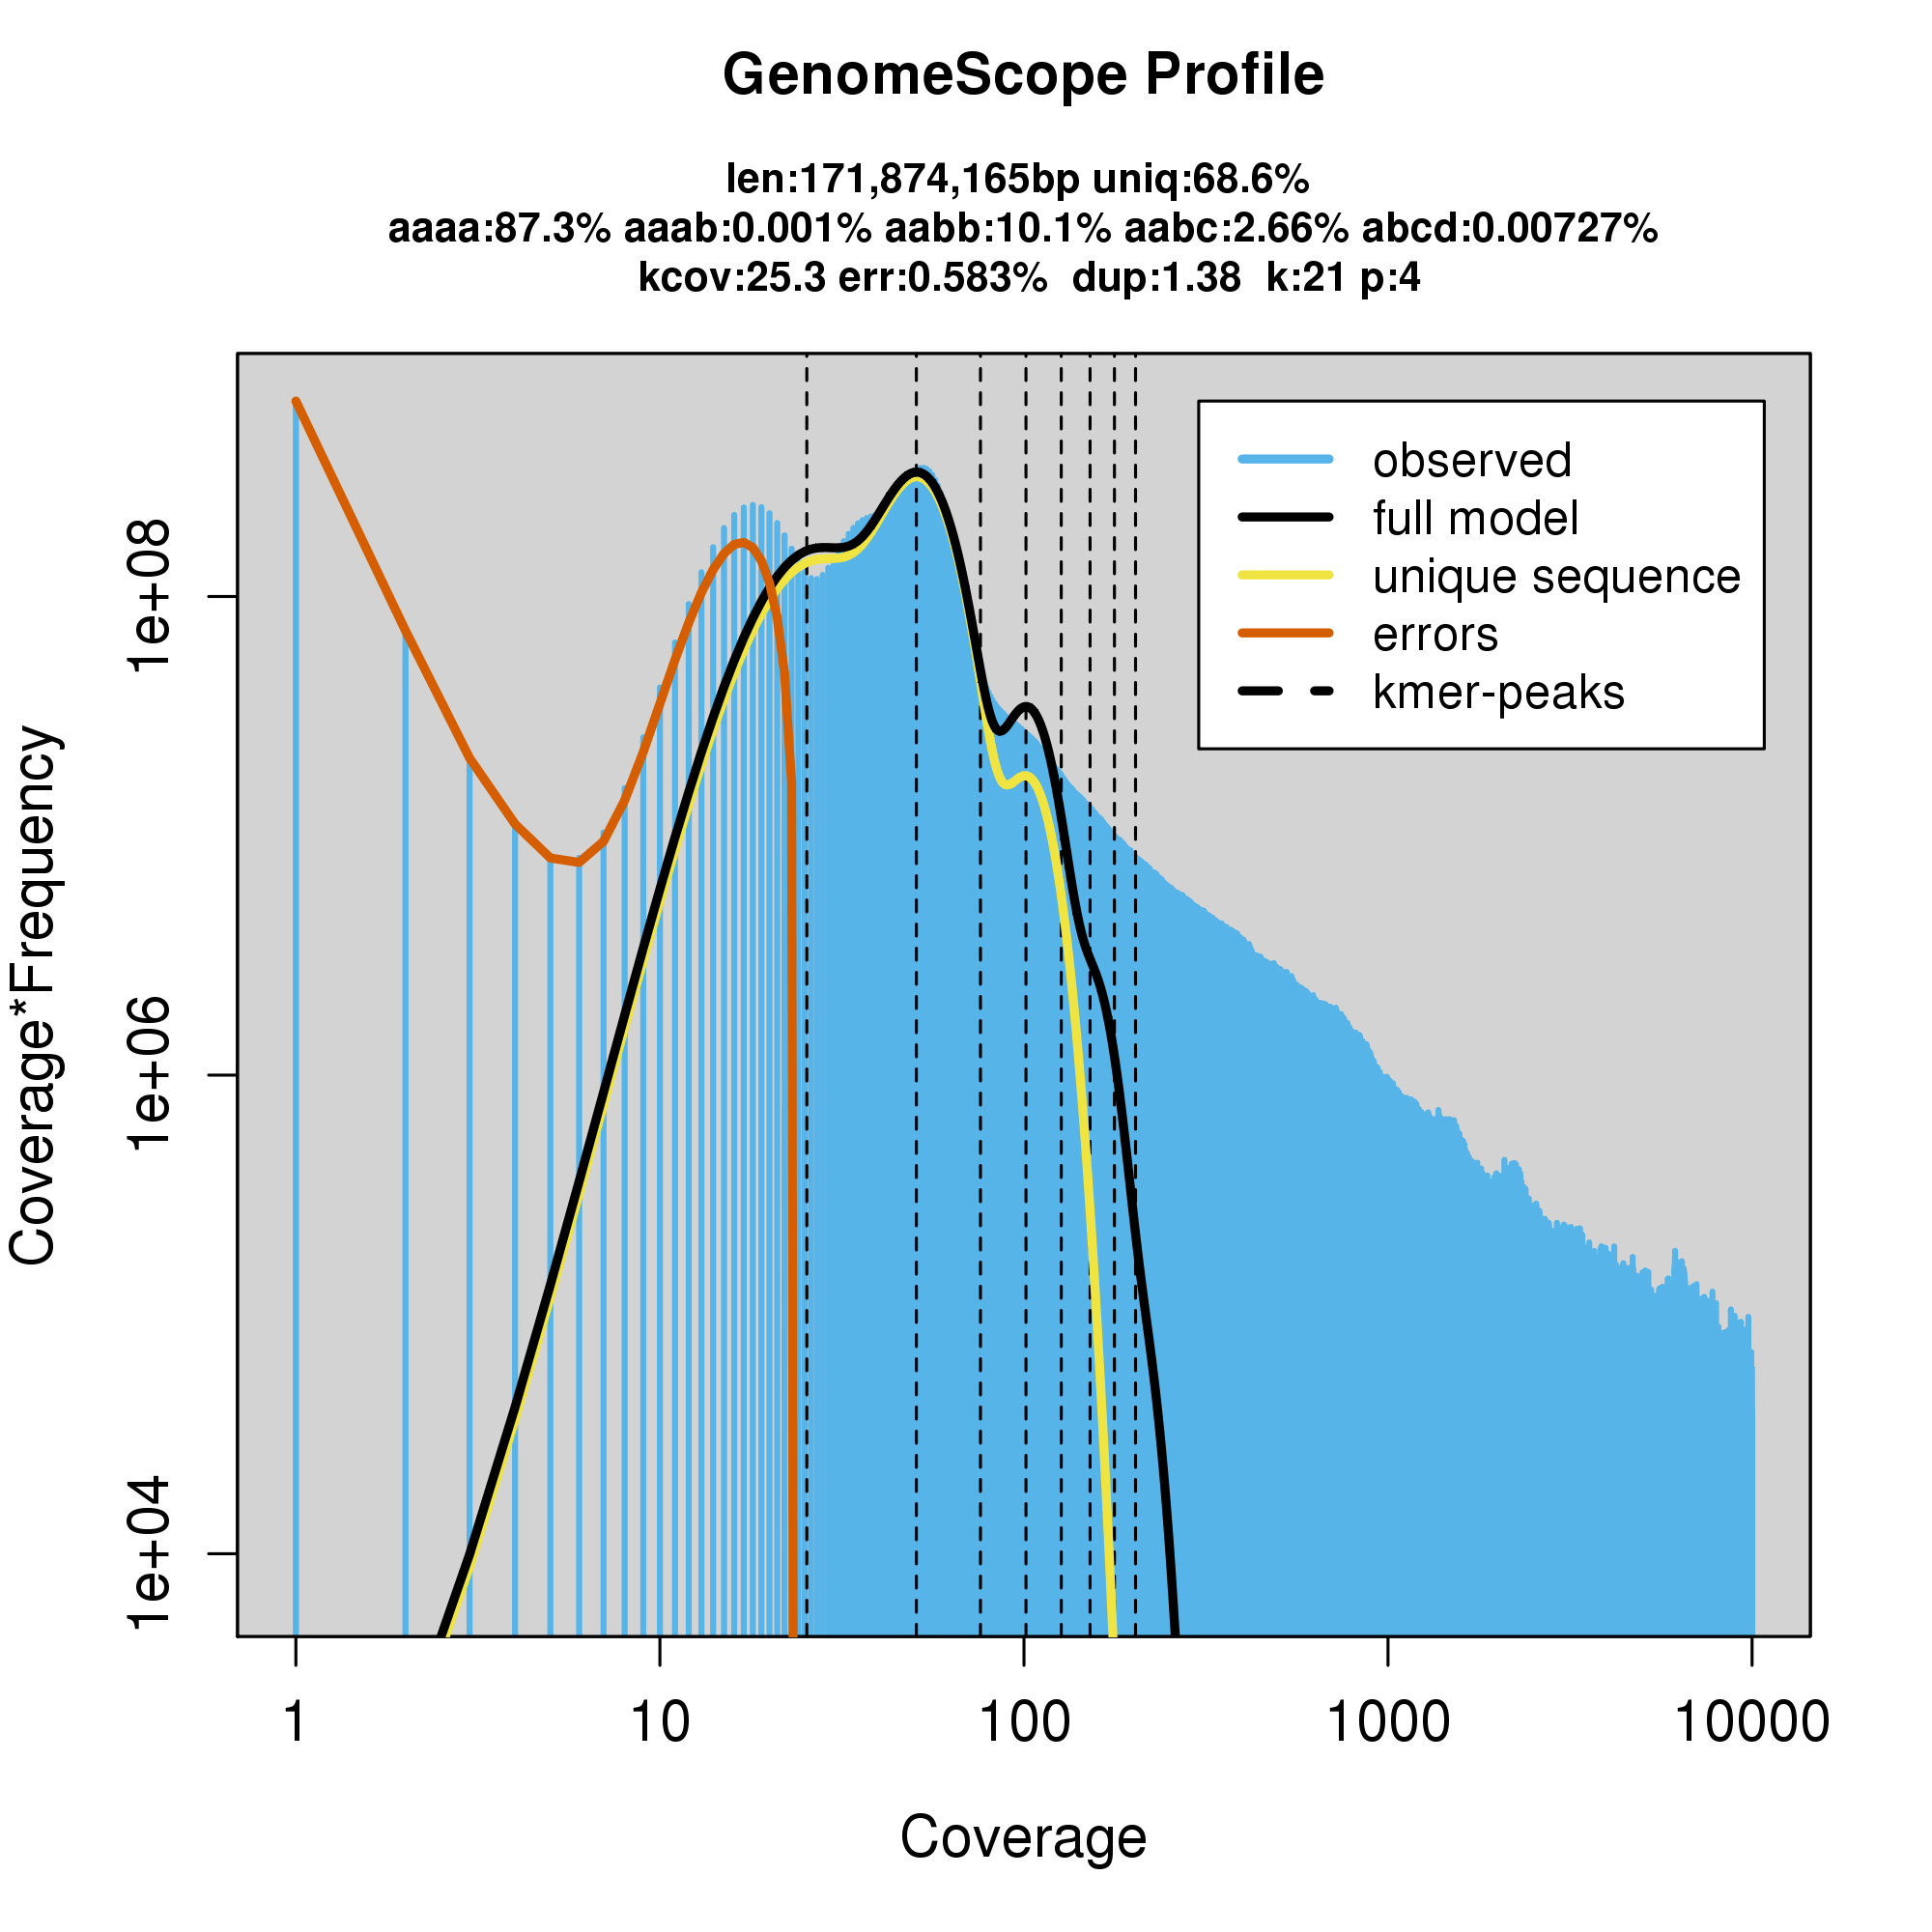 GenomeScope Profile
len:171,874,165bp uniq:68.6%
aaaa:87.3% aaab:0.001% aabb:10.1% aabc:2.66% abcd:0.00727%
kcov:25.3 err:0.583% dup:1.38 k:21 p:4
observed
full model
unique sequence
errors
kmer-peaks
Coverage*Frequency
1e+08
1e+06
1e+04
1 10 100 1000 10000
Coverage